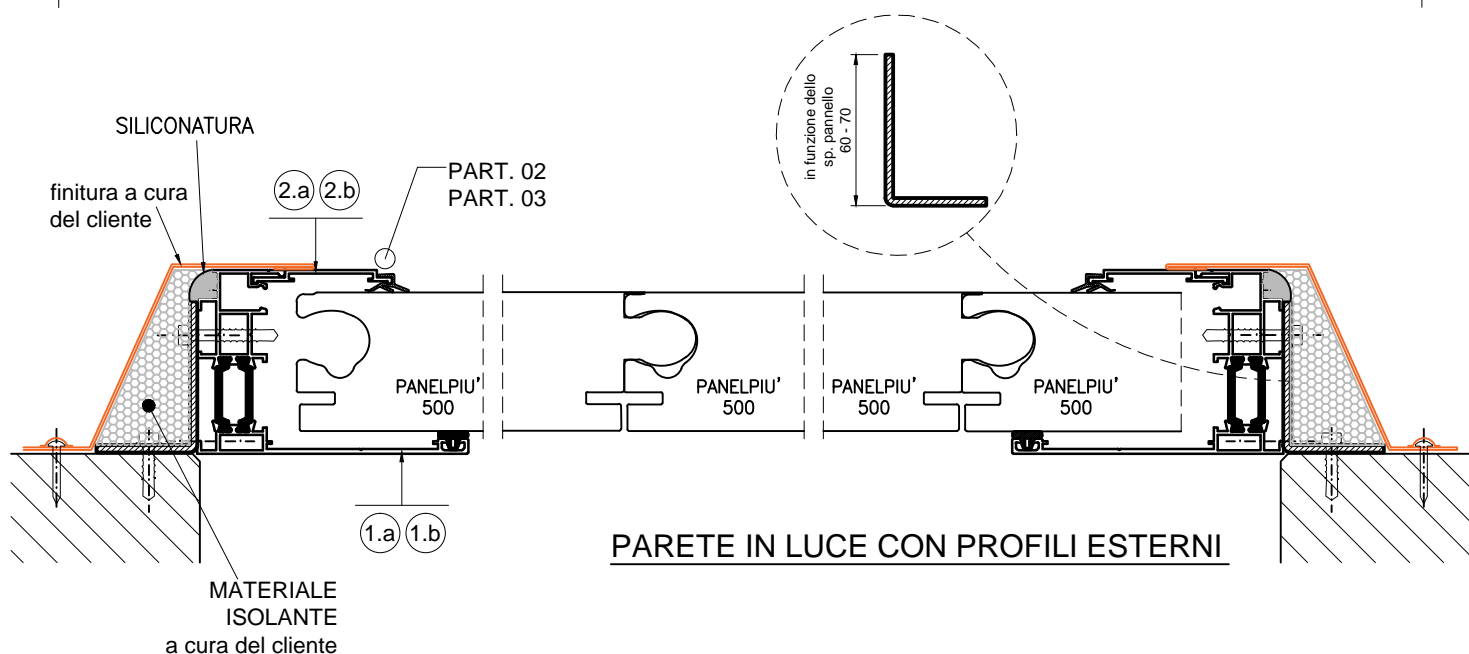 in funzione dello
sp. pannello
60 - 70
SILICONATURA
finitura a cura
del cliente
2.a 2.b
PART. 02
PART. 03
PANELPIU'
500
PANELPIU'
500
PANELPIU'
500
PANELPIU'
500
1.a 1.b
PARETE IN LUCE CON PROFILI ESTERNI
MATERIALE
ISOLANTE
a cura del cliente